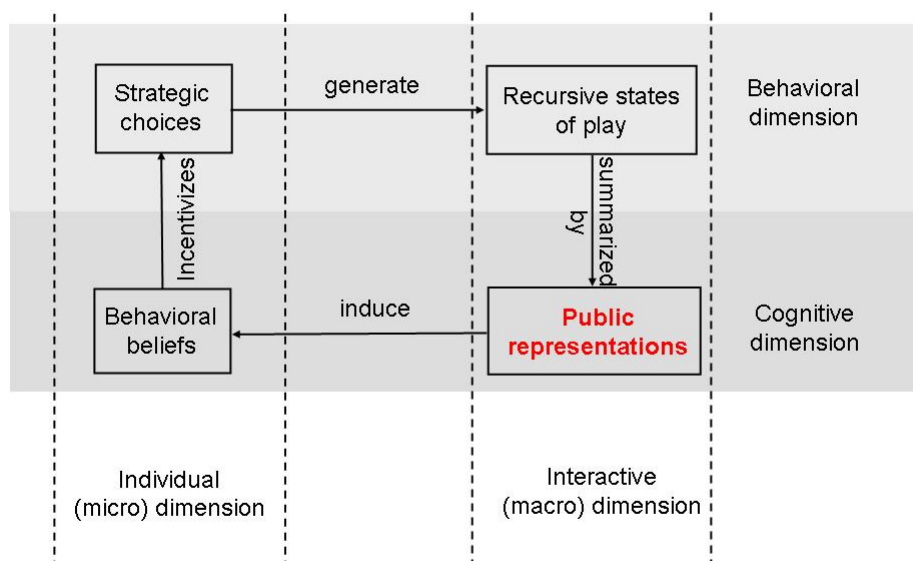 Strategic
choices
generate
Recursive states
of play
Behavioral
dimension
Incentivizes
summarized
by
Behavioral
beliefs
induce
Public
representations
Cognitive
dimension
Individual
(micro) dimension
Interactive
(macro) dimension